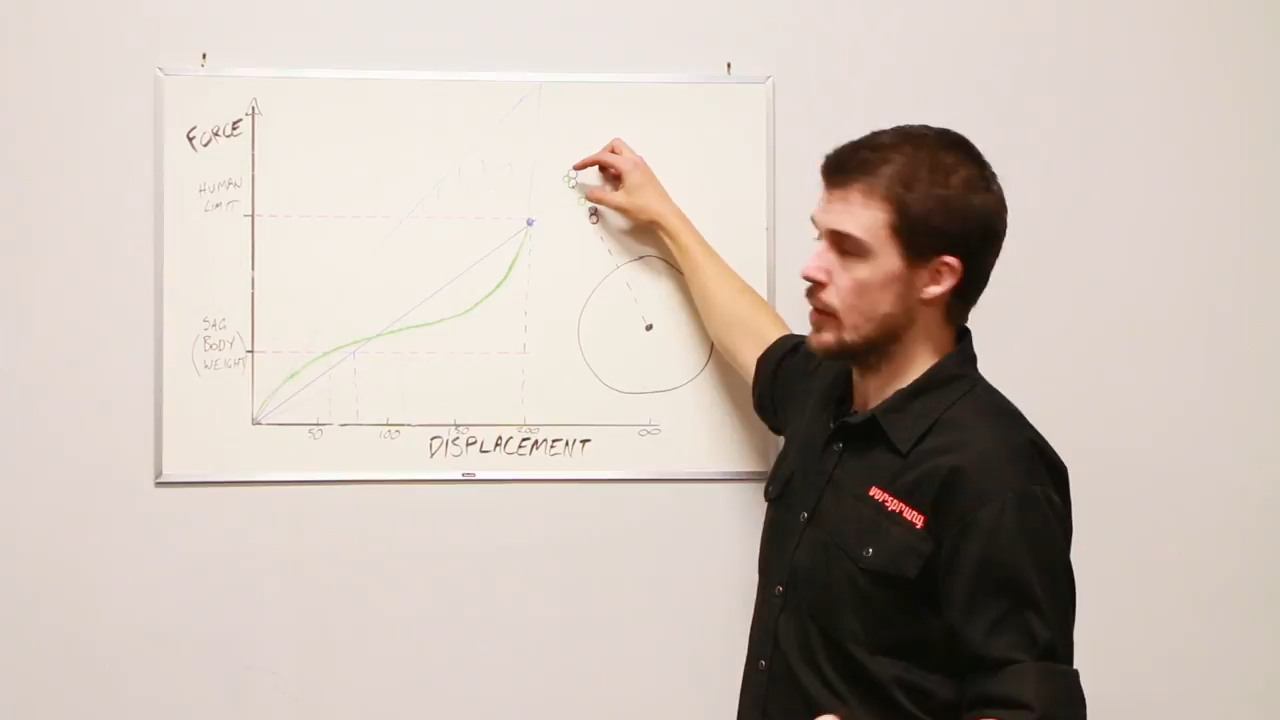 FORCE
HUMAN
LIMIT
SAG
(BODY
WEIGHT)
50
100
150
200
∞
DISPLACEMENT
vorsprung